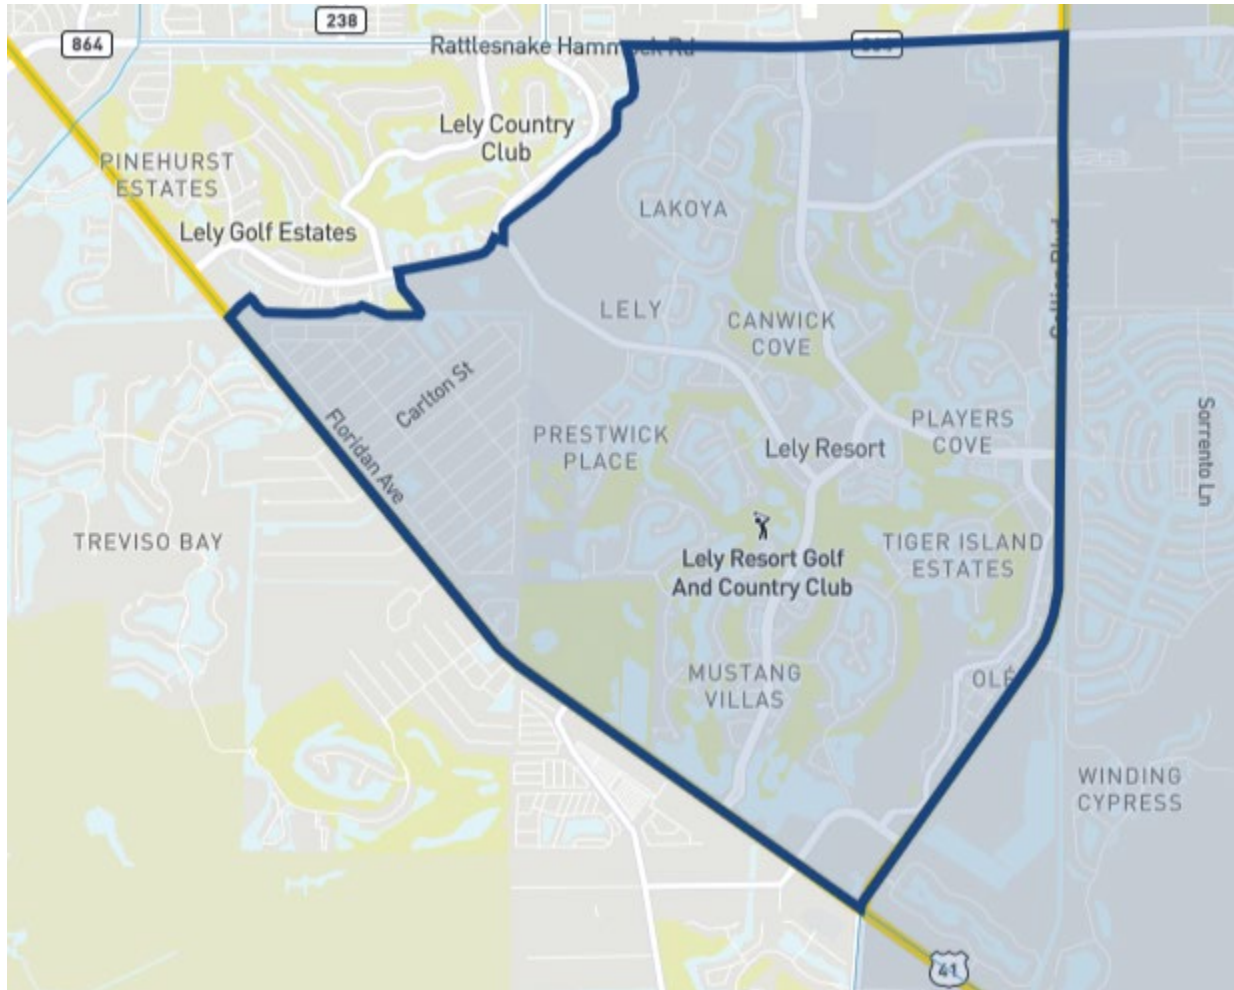 238
864
Rattlesnake Hammock Rd
Lely Country
Club
PINEHURST
ESTATES
LAKOYA
Lely Golf Estates
LELY
CANWICK
COVE
Carlton St
Floridan Ave
PRESTWICK
PLACE
PLAYERS
COVE
Lely Resort
Sorrento Ln
TREVISO BAY
Lely Resort Golf
And Country Club
TIGER ISLAND
ESTATES
MUSTANG
VILLAS
OLÉ
WINDING
CYPRESS
41